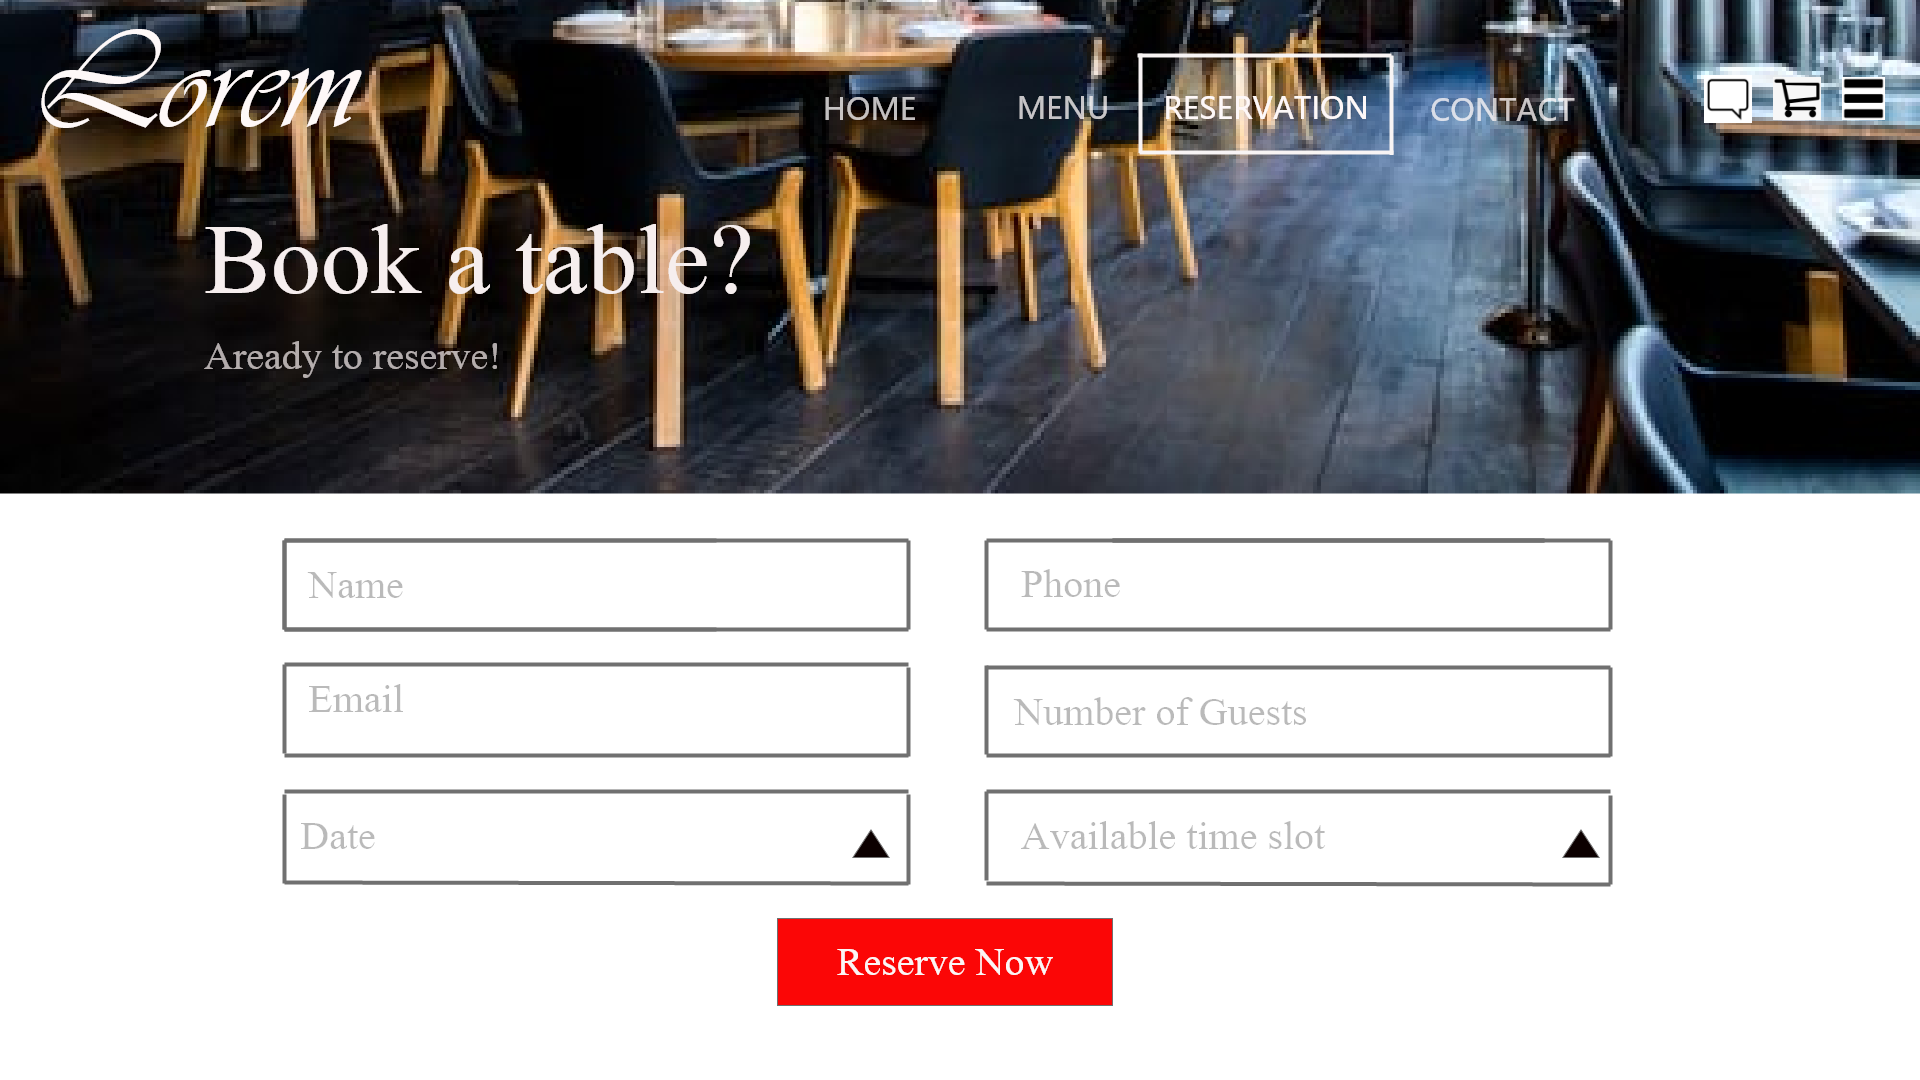 Lorem
HOME MENU RESERVATION CONTACT
Book a table?
Aready to reserve!
Name
Phone
Email
Number of Guests
Date
Available time slot
Reserve Now